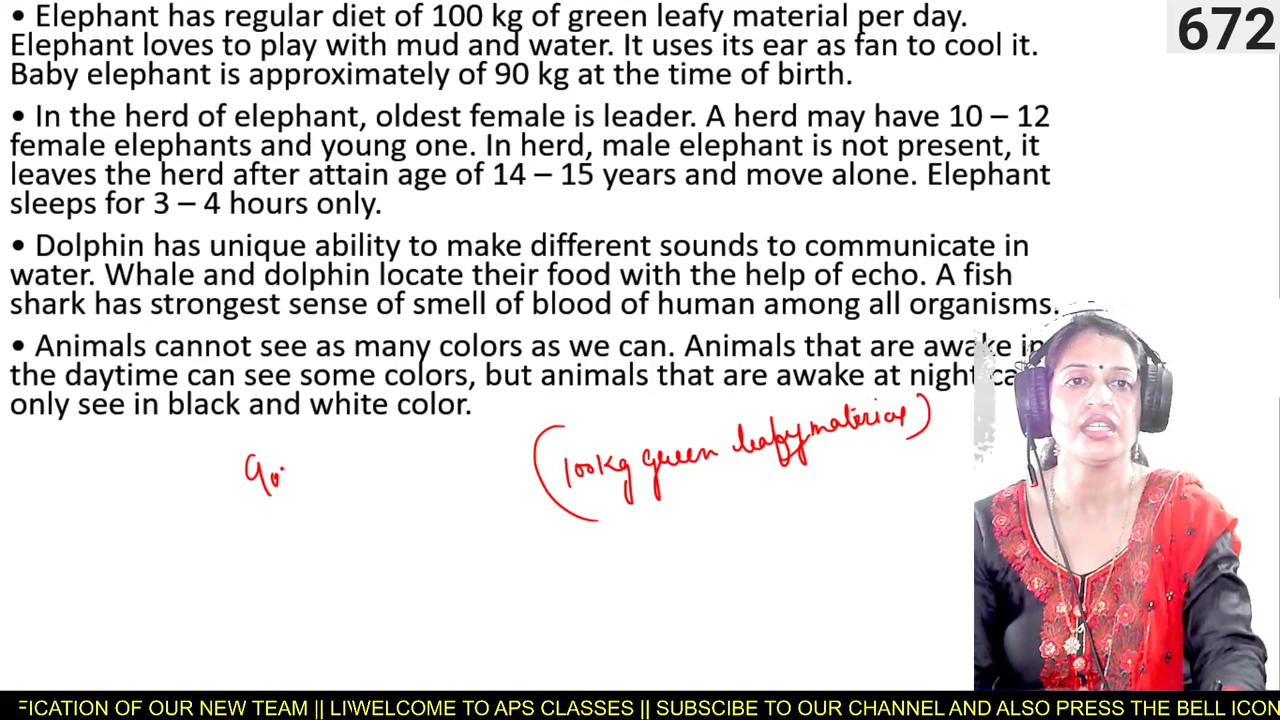 • Elephant has regular diet of 100 kg of green leafy material per day.
672
Elephant loves to play with mud and water. It uses its ear as fan to cool it.
Baby elephant is approximately of 90 kg at the time of birth.
• In the herd of elephant, oldest female is leader. A herd may have 10 – 12
female elephants and young one. In herd, male elephant is not present, it
leaves the herd after attain age of 14 – 15 years and move alone. Elephant
sleeps for 3 – 4 hours only.
• Dolphin has unique ability to make different sounds to communicate in
water. Whale and dolphin locate their food with the help of echo. A fish
shark has strongest sense of smell of blood of human among all organisms.
• Animals cannot see as many colors as we can. Animals that are awake in
the daytime can see some colors, but animals that are awake at night
only see in black and white color.
(100kg green leafy material)
90
FICATION OF OUR NEW TEAM || LI\WELCOME TO APS CLASSES || SUBSCIBE TO OUR CHANNEL AND ALSO PRESS THE BELL ICON